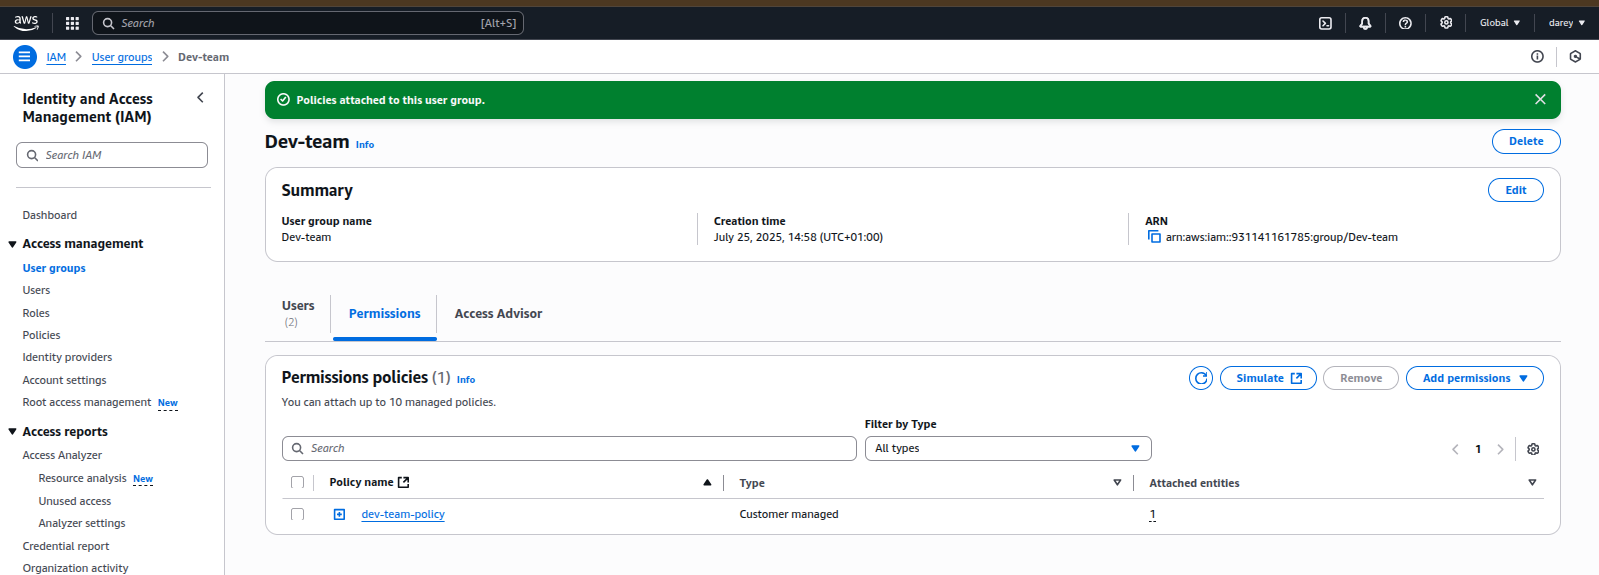 aws
Search
[Alt+S]
Global
darey
IAM
User groups
Dev-team
Identity and Access
Management (IAM)
Search IAM
Dashboard
Access management
User groups
Users
Roles
Policies
Identity providers
Account settings
Root access management New
Access reports
Access Analyzer
Resource analysis New
Unused access
Analyzer settings
Credential report
Organization activity
Policies attached to this user group.
Dev-team Info
Delete
Summary
Edit
User group name
Dev-team
Creation time
July 25, 2025, 14:58 (UTC+01:00)
ARN
arn:aws:iam::931141161785:group/Dev-team
Users
(2)
Permissions
Access Advisor
Permissions policies (1) Info
Simulate
Remove
Add permissions
You can attach up to 10 managed policies.
Filter by Type
Search
All types
1
Policy name
Type
Attached entities
dev-team-policy
Customer managed
1